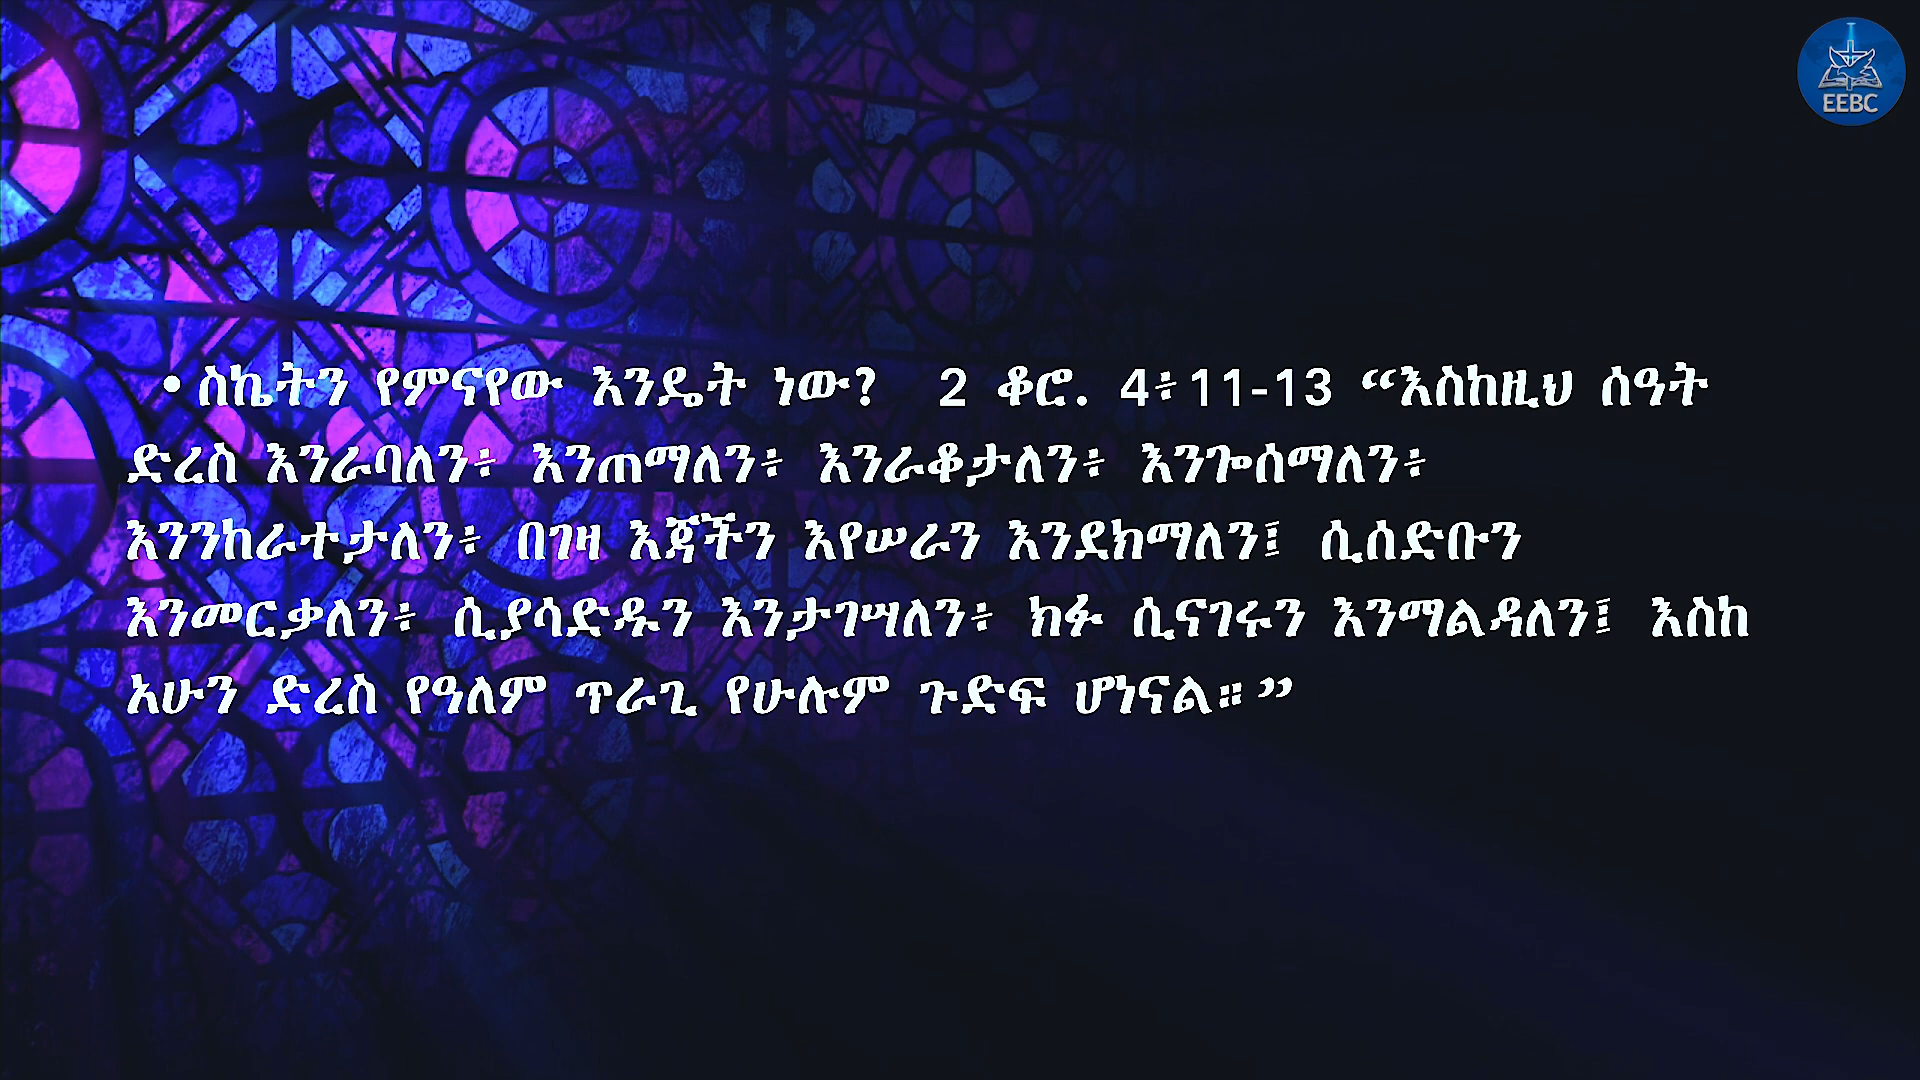 EEBC
• ስኬትን የምናየው እንዴት ነው? 2 ቆሮ. 4፥11-13 “እስከዚህ ሰዓት
ድረስ እንራባለን፥ እንጠማለን፥ እንራቆታለን፥ እንጐሰማለን፥
እንንከራተታለን፥ በገዛ እጃችን እየሠራን እንደክማለን፤ ሲሰድቡን
እንመርቃለን፥ ሲያሳድዱን እንታገሣለን፥ ክፉ ሲናገሩን እንማልዳለን፤ እስከ
አሁን ድረስ የዓለም ጥራጊ የሁሉም ጉድፍ ሆነናል።”